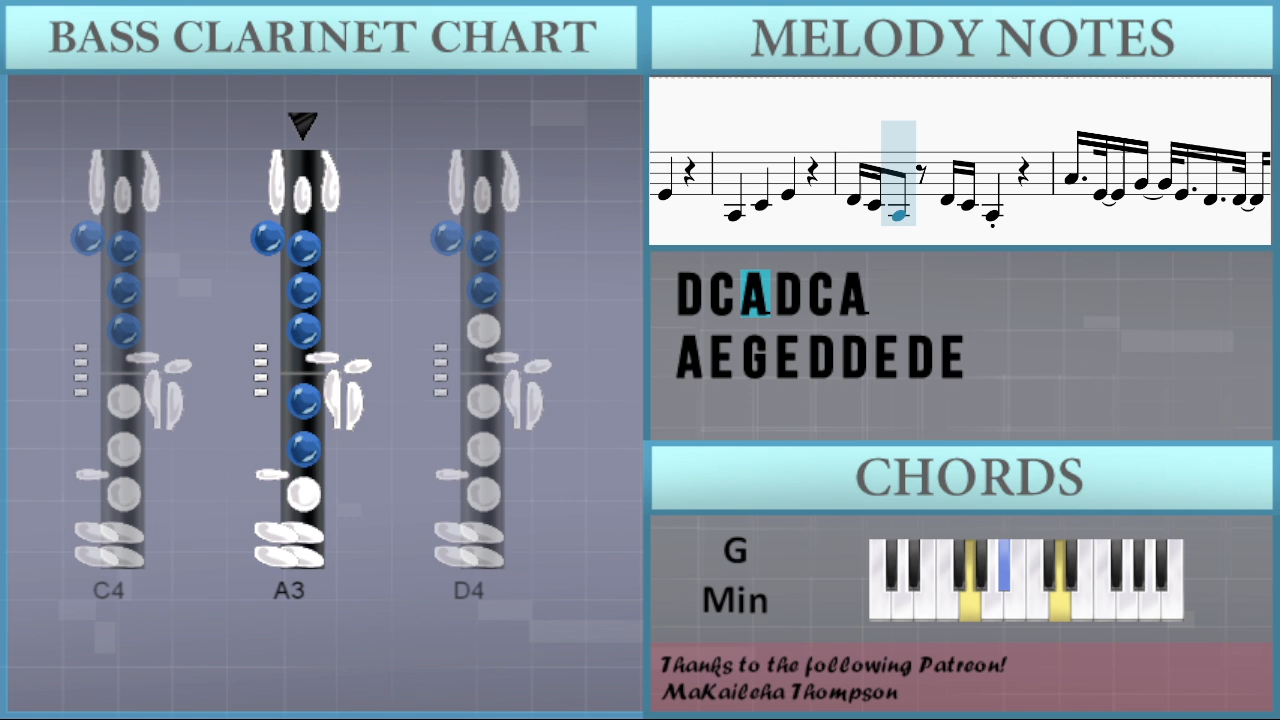 BASS CLARINET CHART
C4
A3
D4
MELODY NOTES
DCADCA
AEGEDDEDE
CHORDS
G
Min
Thanks to the following Patreon!
MaKaileha Thompson